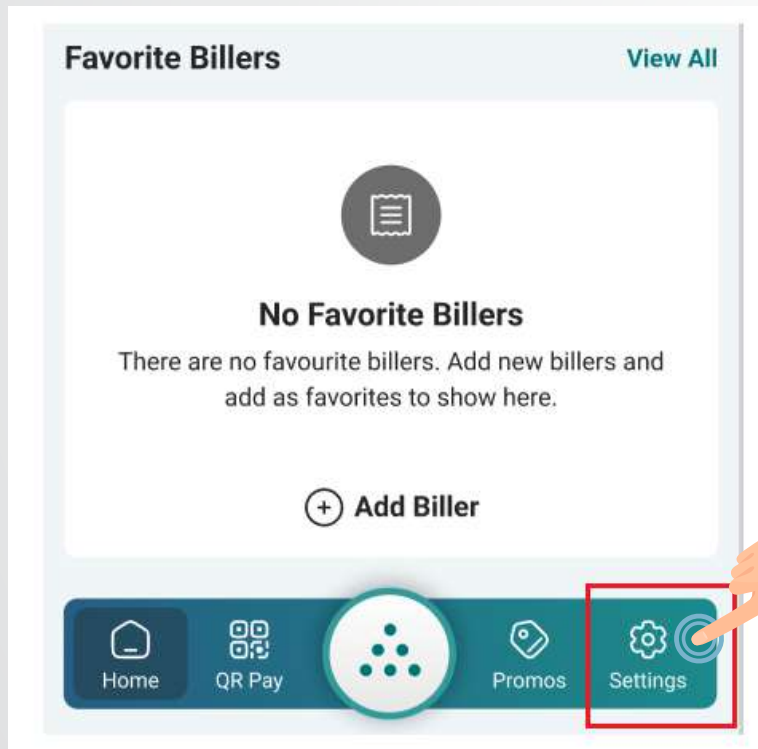 Favorite Billers
View All
No Favorite Billers
There are no favourite billers. Add new billers and
add as favorites to show here.
Add Biller
Home
QR Pay
Promos
Settings